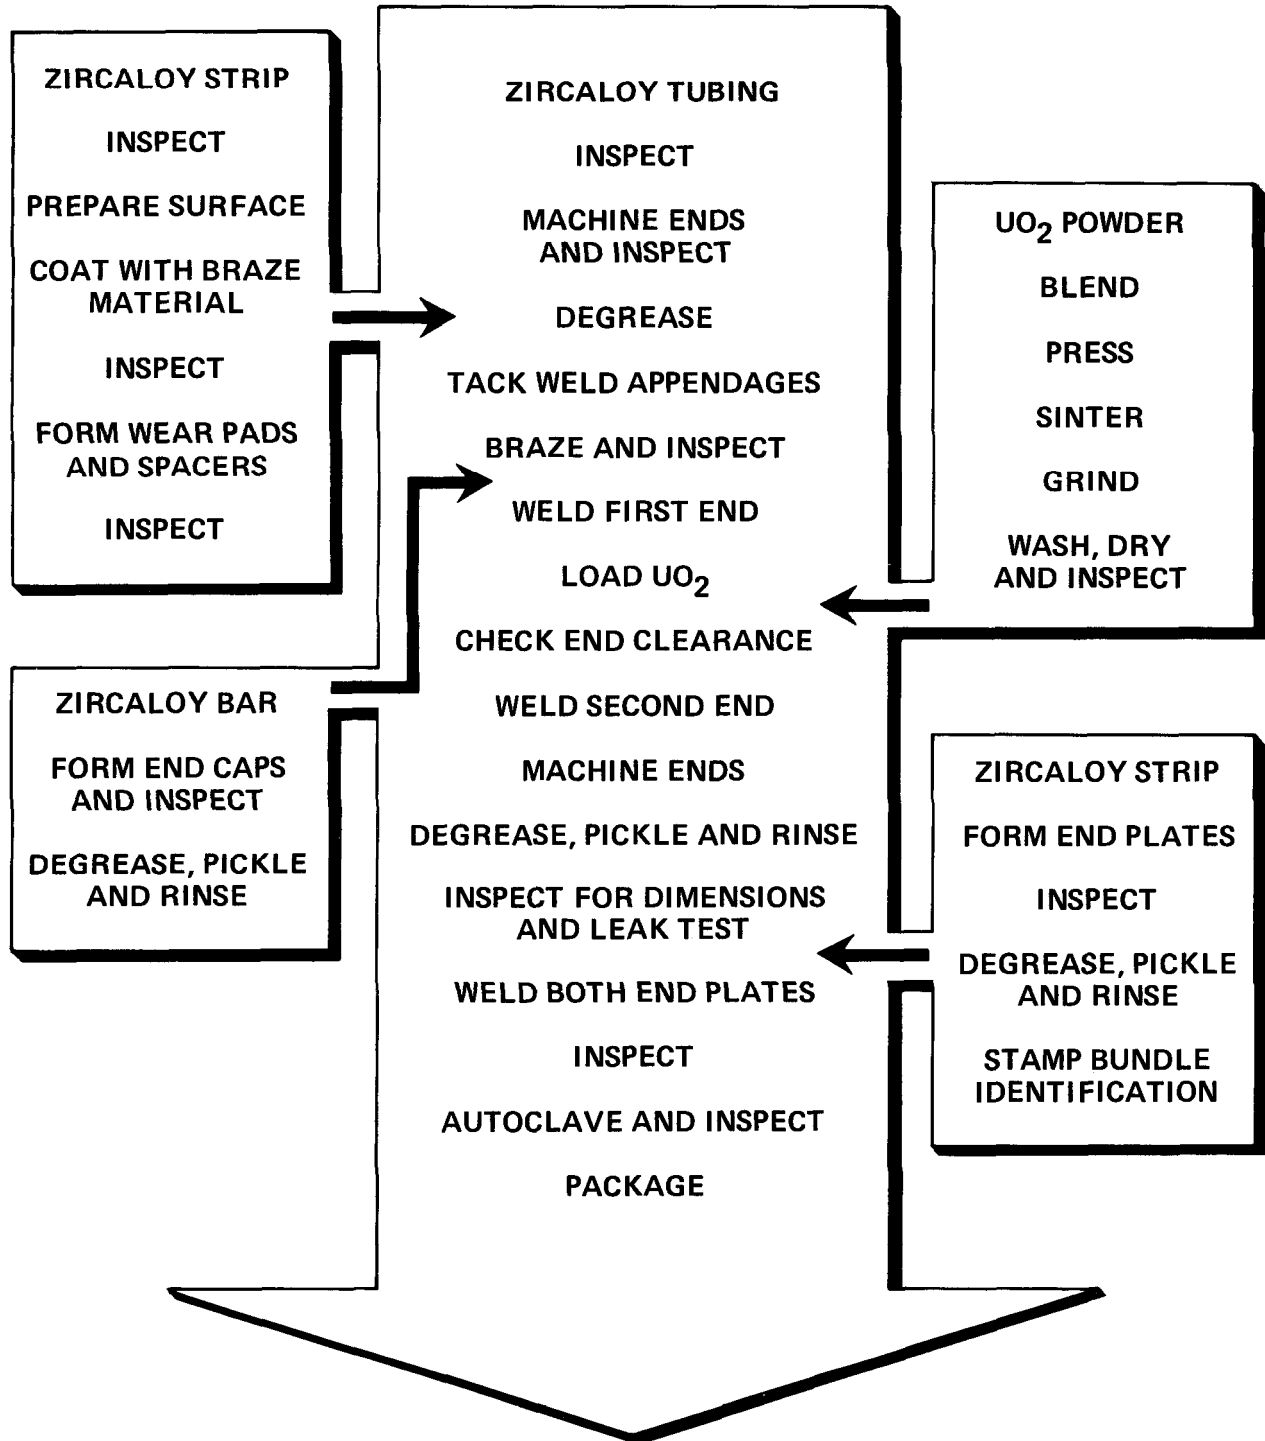 ZIRCALOY STRIP
INSPECT
PREPARE SURFACE
COAT WITH BRAZE
MATERIAL
INSPECT
FORM WEAR PADS
AND SPACERS
INSPECT
ZIRCALOY BAR
FORM END CAPS
AND INSPECT
DEGREASE, PICKLE
AND RINSE
ZIRCALOY TUBING
INSPECT
MACHINE ENDS
AND INSPECT
DEGREASE
TACK WELD APPENDAGES
BRAZE AND INSPECT
WELD FIRST END
LOAD UO₂
CHECK END CLEARANCE
WELD SECOND END
MACHINE ENDS
DEGREASE, PICKLE AND RINSE
INSPECT FOR DIMENSIONS
AND LEAK TEST
WELD BOTH END PLATES
INSPECT
AUTOCLAVE AND INSPECT
PACKAGE
UO₂ POWDER
BLEND
PRESS
SINTER
GRIND
WASH, DRY
AND INSPECT
ZIRCALOY STRIP
FORM END PLATES
INSPECT
DEGREASE, PICKLE
AND RINSE
STAMP BUNDLE
IDENTIFICATION